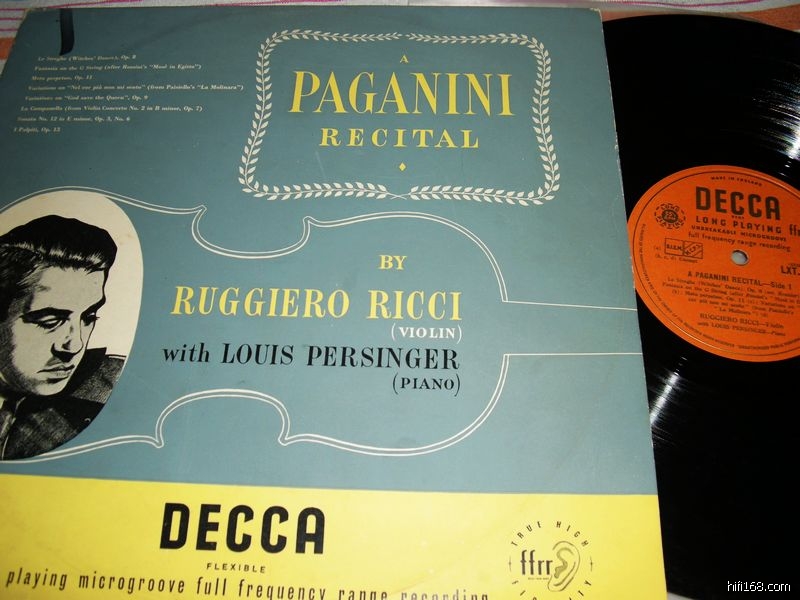 Le Streghe (Witches' Dance), Op. 8
Fantasia on the G String (after Rossini's "Mosè in Egitto")
Moto perpetuo, Op. 11
Variations on "Nel cor più non mi sento" (from Paisiello's "La Molinara")
Variations on "God save the Queen", Op. 9
La Campanella (from Violin Concerto No. 2 in B minor, Op. 7)
Sonata No. 12 in E minor, Op. 3, No. 6
I Palpiti, Op. 13
A
PAGANINI
RECITAL
BY
RUGGIERO RICCI
(VIOLIN)
with LOUIS PERSINGER
(PIANO)
DECCA
FLEXIBLE
playing microgroove full frequency range recording
TRUE HIGH
ffrr
MADE IN ENGLAND
DECCA
LONG PLAYING ffrr
UNBREAKABLE MICROGROOVE
full frequency range recording
LXT
A PAGANINI RECITAL—Side 1
RUGGIERO RICCI—Violin
with LOUIS PERSINGER—Piano
hifi168.com